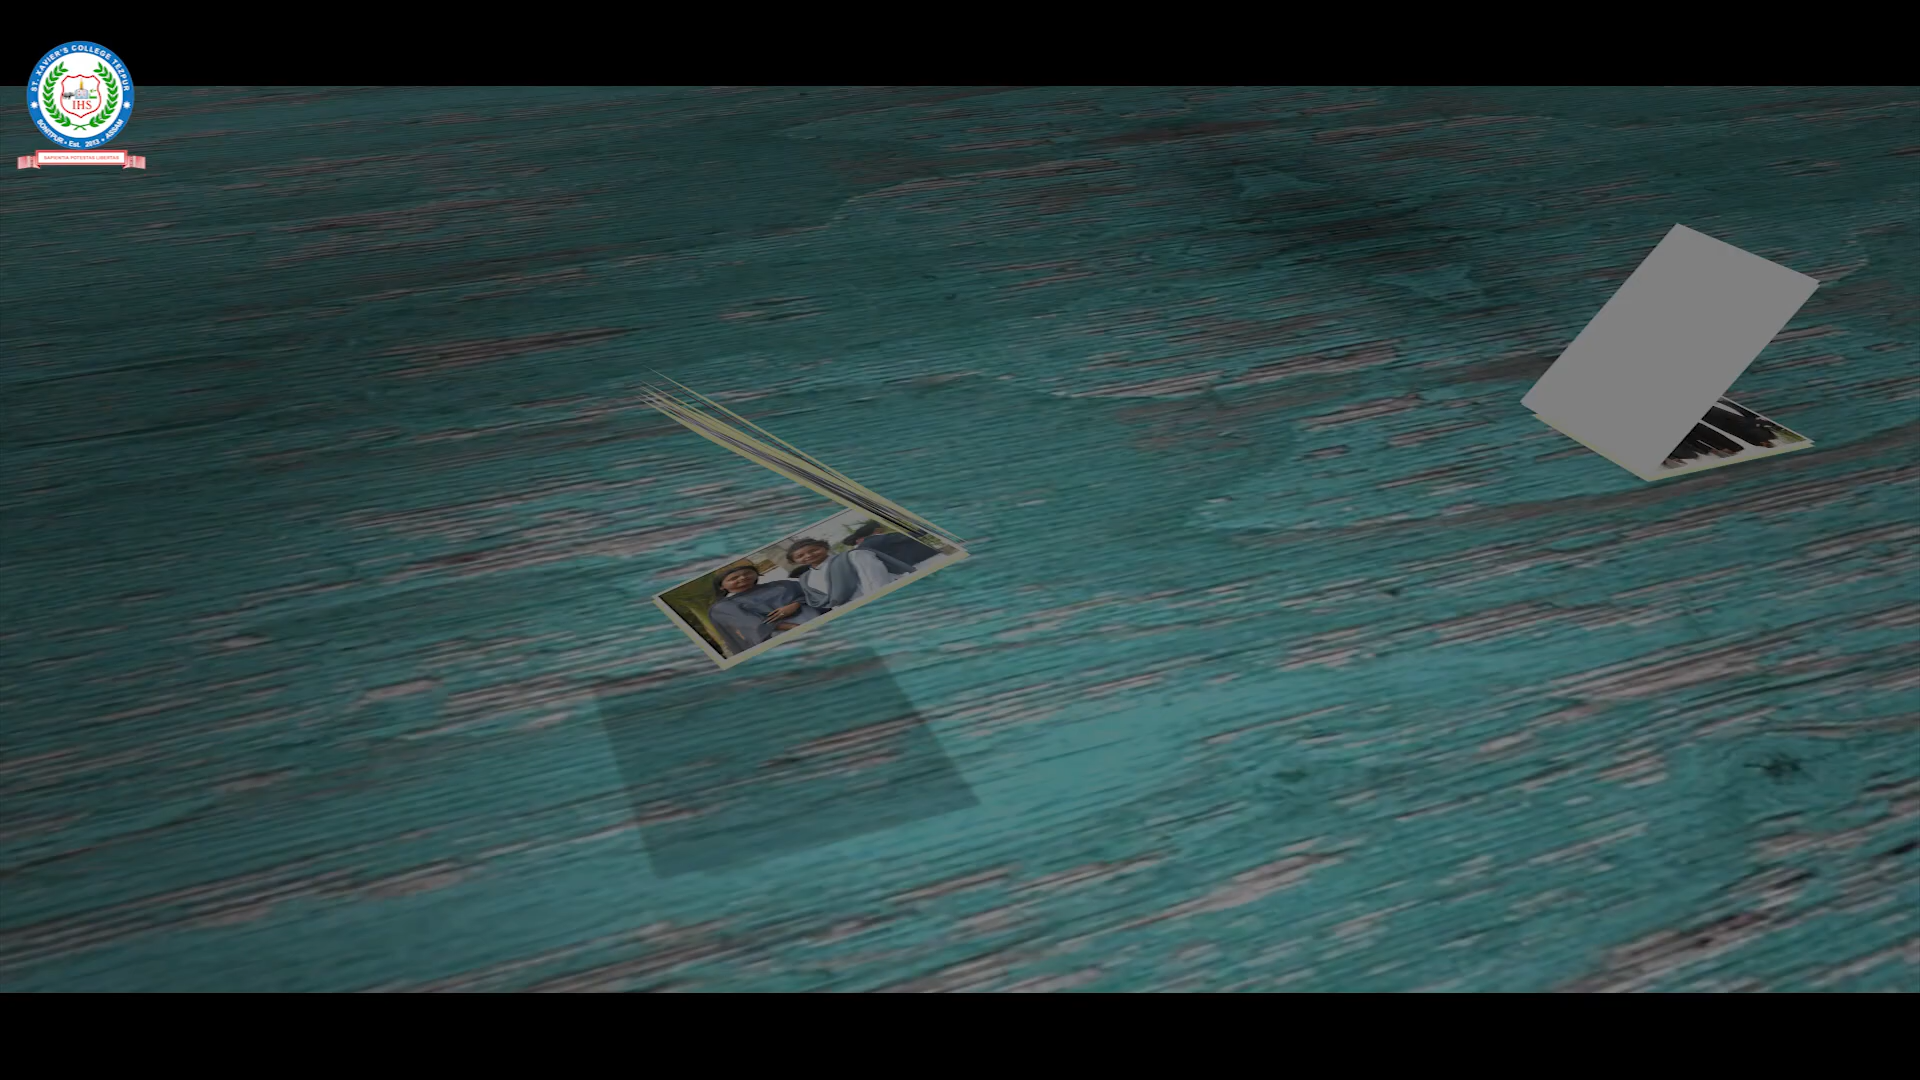 ST. XAVIER'S COLLEGE TEZPUR
IHS
SONITPUR • Est. 2013 • ASSAM
SAPIENTIA POTESTAS LIBERTAS